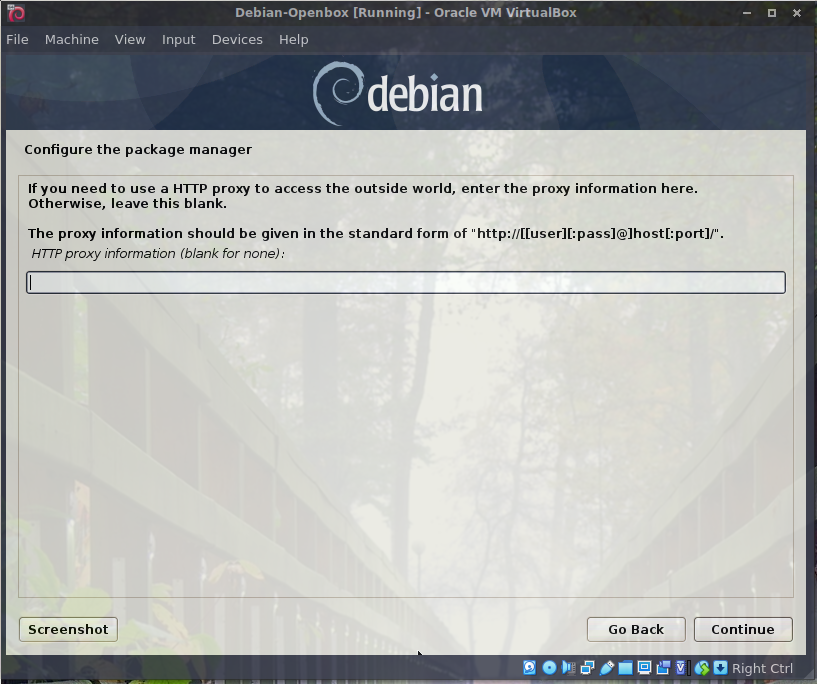 Debian-Openbox [Running] - Oracle VM VirtualBox
File Machine View Input Devices Help
debian
Configure the package manager
If you need to use a HTTP proxy to access the outside world, enter the proxy information here.
Otherwise, leave this blank.
The proxy information should be given in the standard form of "http://[[user][:pass]@]host[:port]/".
HTTP proxy information (blank for none):
Screenshot Go Back Continue
Right Ctrl